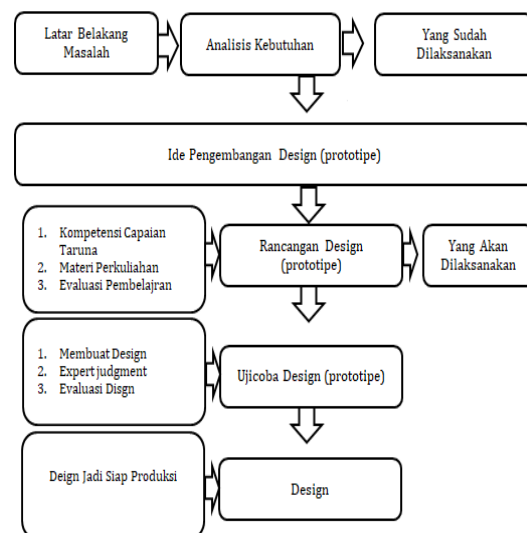 Latar Belakang
Masalah
Analisis Kebutuhan
Yang Sudah
Dilaksanakan
Ide Pengembangan Design (prototipe)
1. Kompetensi Capaian
Taruna
2. Materi Perkuliahan
3. Evaluasi Pembelajran
Rancangan Design
(prototipe)
Yang Akan
Dilaksanakan
1. Membuat Design
2. Expert judgment
3. Evaluasi Disgn
Ujicoba Design (prototipe)
Deign Jadi Siap Produksi
Design